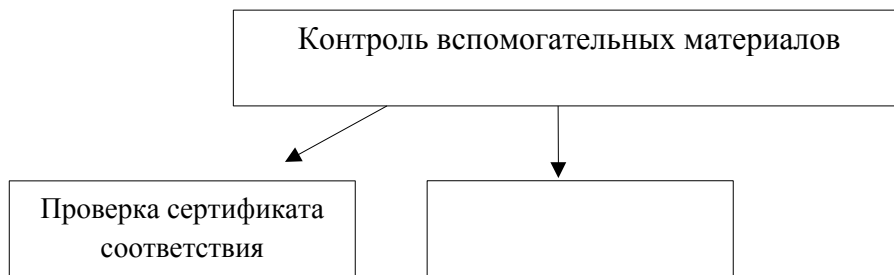 Контроль вспомогательных материалов
Проверка сертификата
соответствия